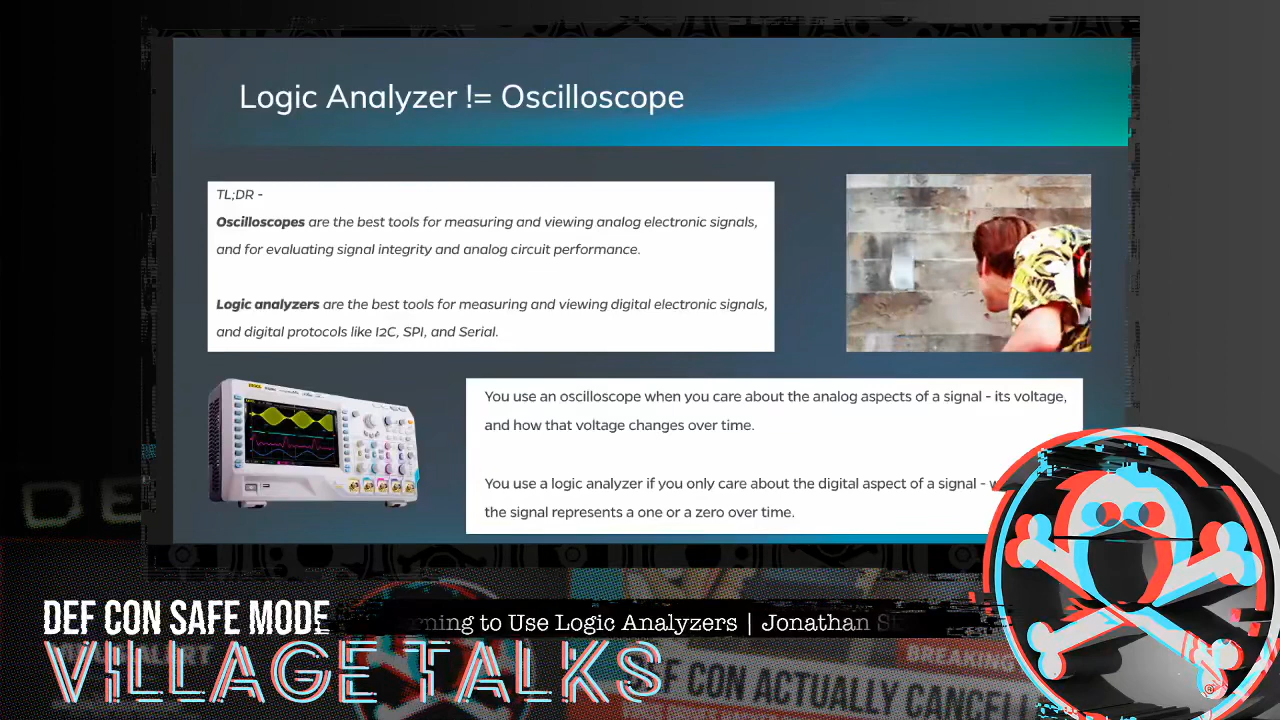 Logic Analyzer != Oscilloscope
TL;DR -
Oscilloscopes are the best tools for measuring and viewing analog electronic signals,
and for evaluating signal integrity and analog circuit performance.
Logic analyzers are the best tools for measuring and viewing digital electronic signals,
and digital protocols like I2C, SPI, and Serial.
You use an oscilloscope when you care about the analog aspects of a signal - its voltage,
and how that voltage changes over time.
You use a logic analyzer if you only care about the digital aspect of a signal -
the signal represents a one or a zero over time.
DEF CON SAFE MODE
to Use Logic Analyzers | Jonathan
VILLAGE TALKS
BREAKING
DEF CON ACTUALLY